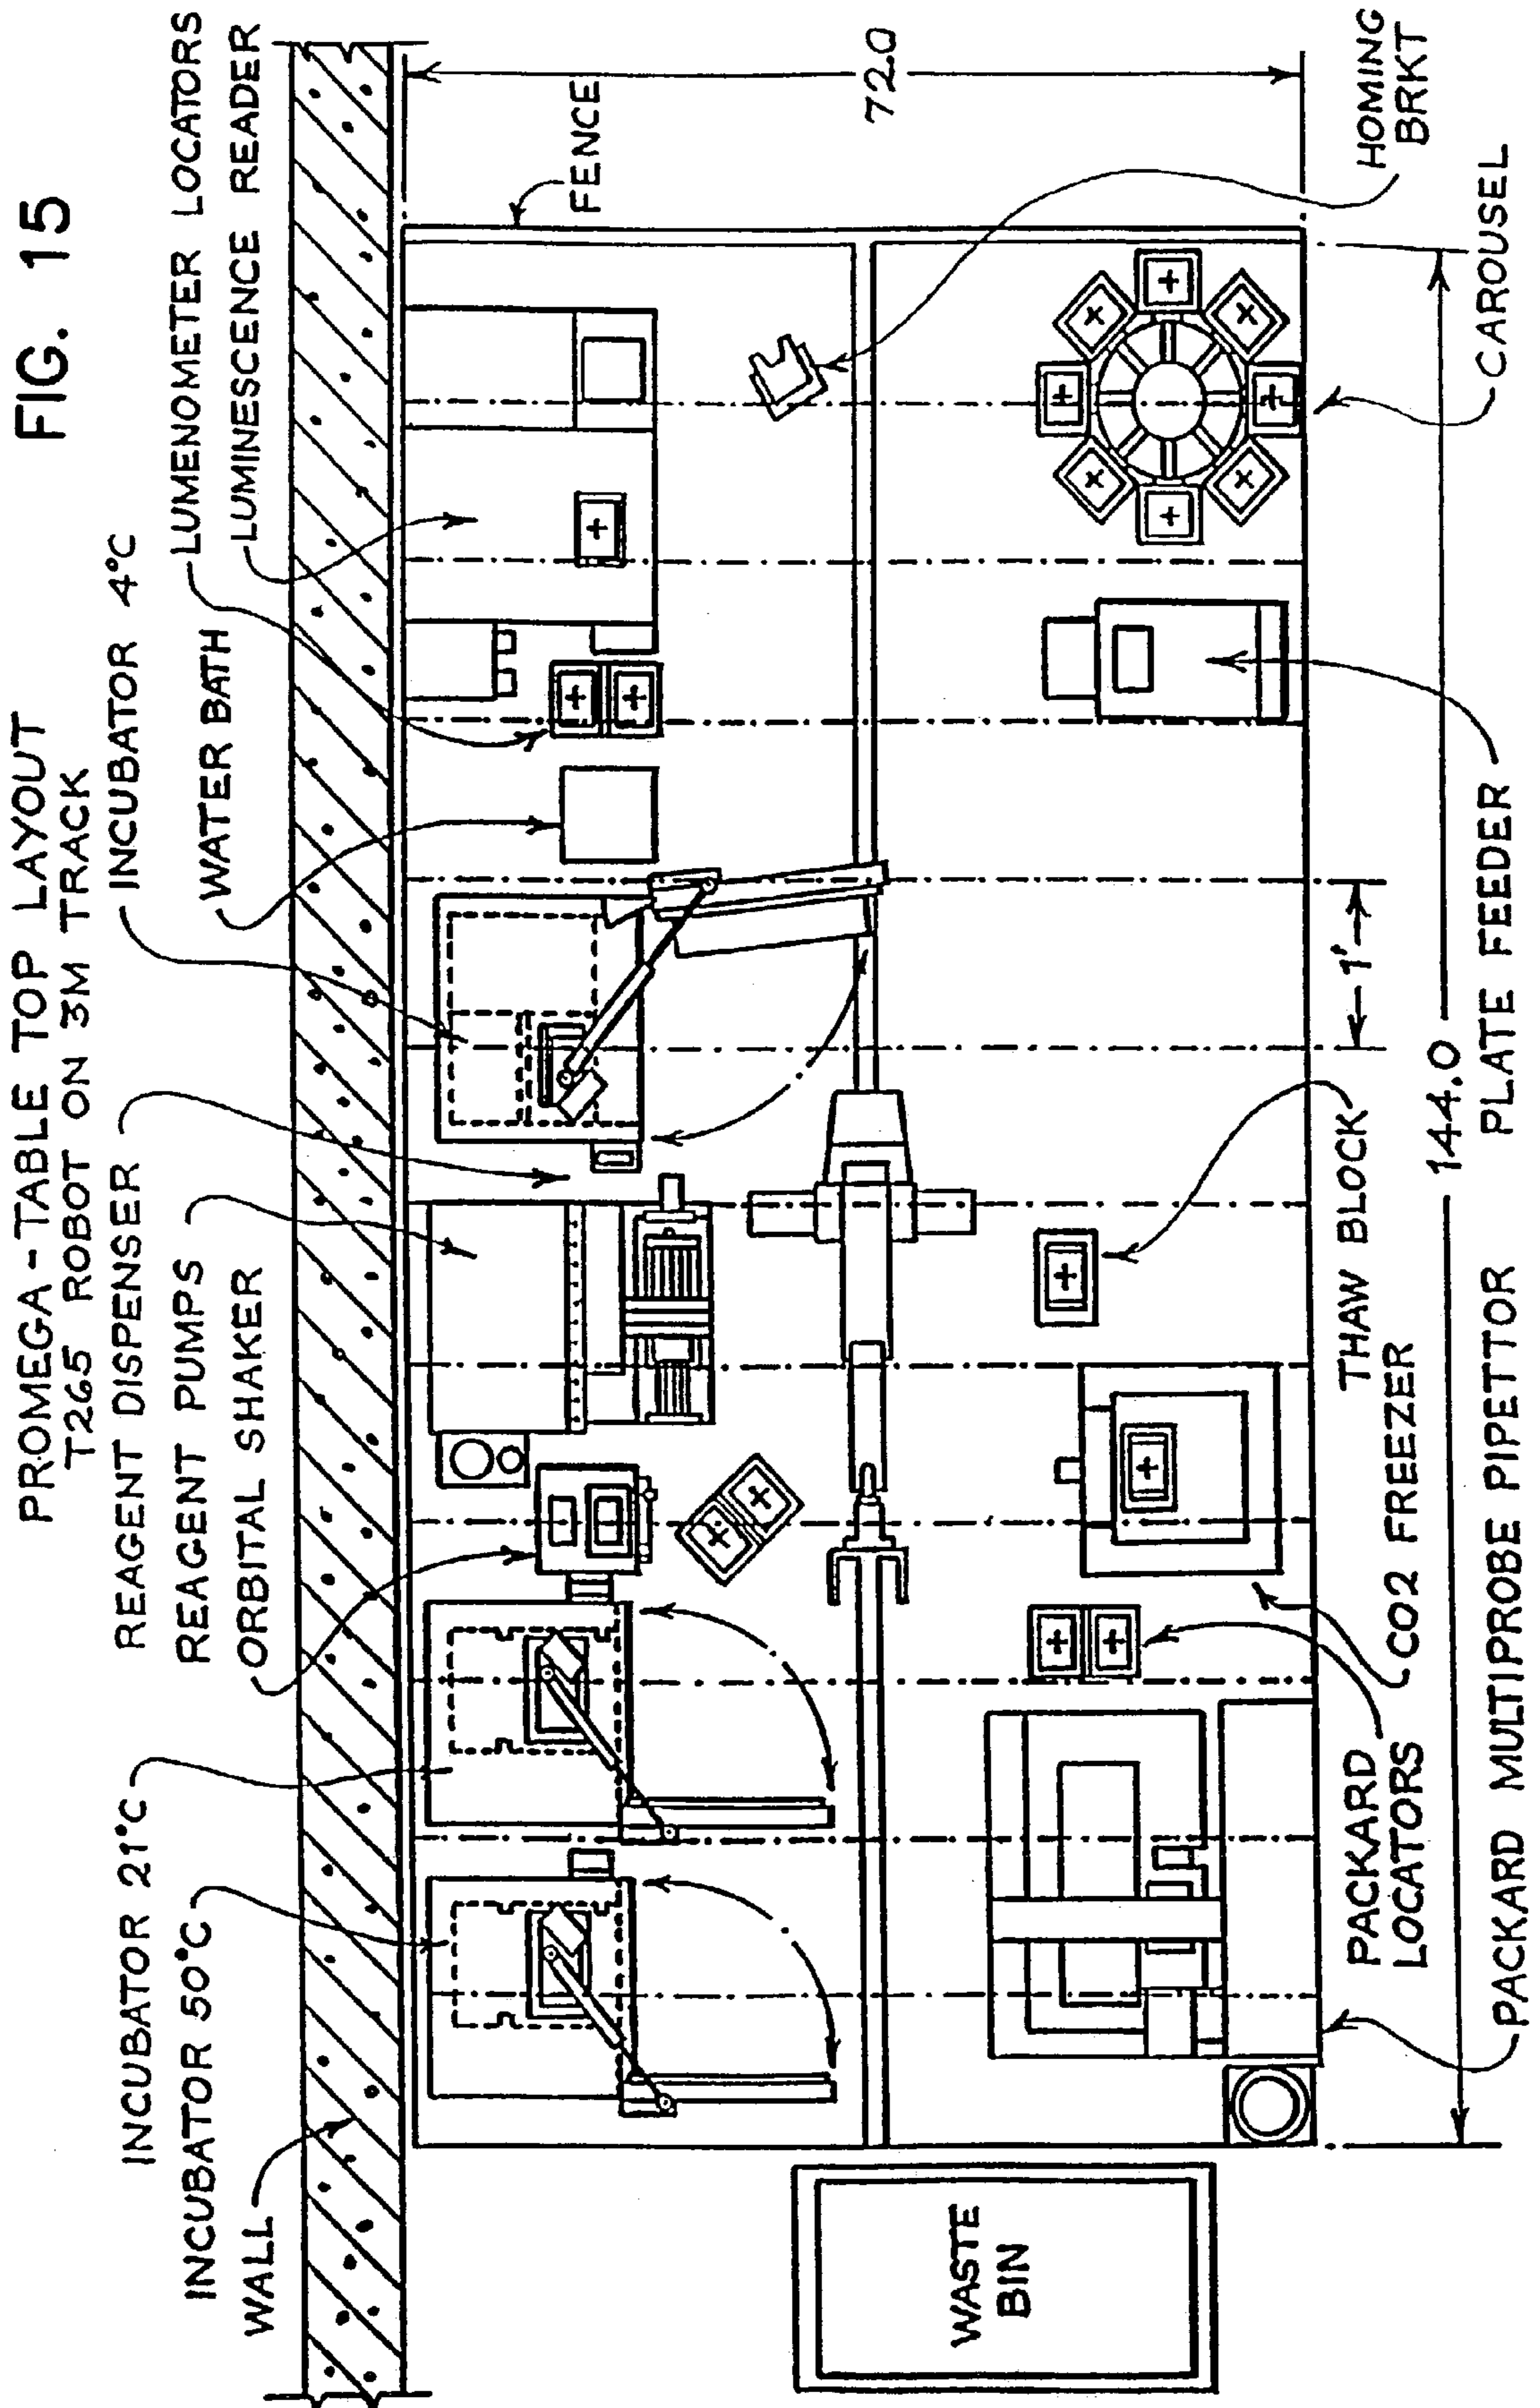 FIG. 15
PROMEGA - TABLE TOP LAYOUT
T265 ROBOT ON 3M TRACK
INCUBATOR 21°C
INCUBATOR 50°C
WALL
REAGENT DISPENSER
REAGENT PUMPS
ORBITAL SHAKER
INCUBATOR 4°C
WATER BATH
LUMENOMETER LOCATORS
LUMINESCENCE READER
FENCE
72.0
HOMING
BRKT
WASTE
BIN
1'
THAW BLOCK
PACKARD
LOCATORS
CO2 FREEZER
144.0
CAROUSEL
PLATE FEEDER
PACKARD MULTIPROBE PIPETTOR